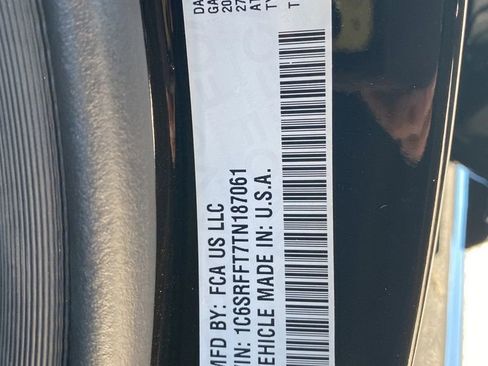 MFD BY: FCA US LLC
VIN: 1C6SRFFT7TN187061
VEHICLE MADE IN: U.S.A.